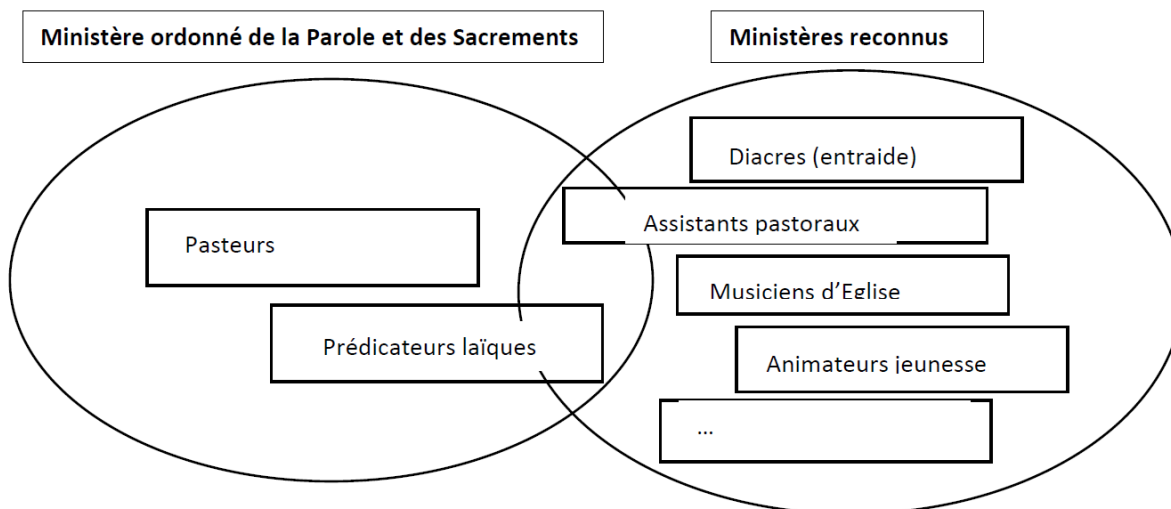 Ministère ordonné de la Parole et des Sacrements
Ministères reconnus
Diacres (entraide)
Assistants pastoraux
Pasteurs
Musiciens d'Eglise
Prédicateurs laïques
Animateurs jeunesse
...